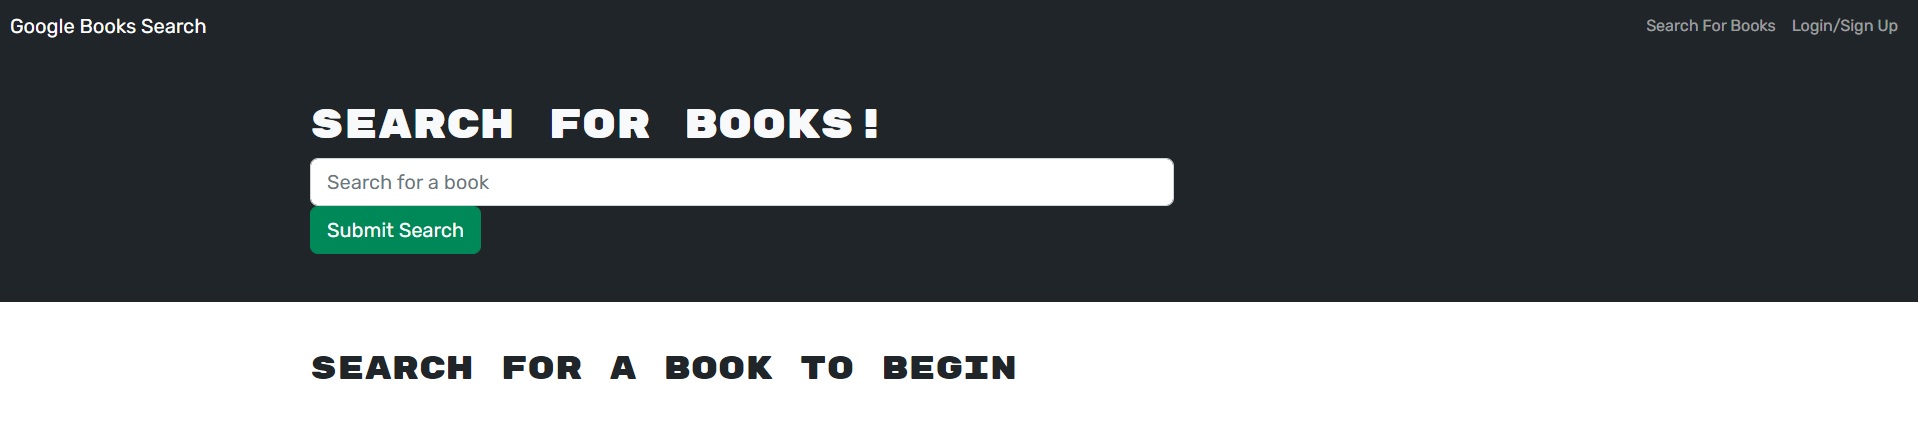 Google Books Search
Search For Books
Login/Sign Up
SEARCH FOR BOOKS!
Search for a book
Submit Search
SEARCH FOR A BOOK TO BEGIN